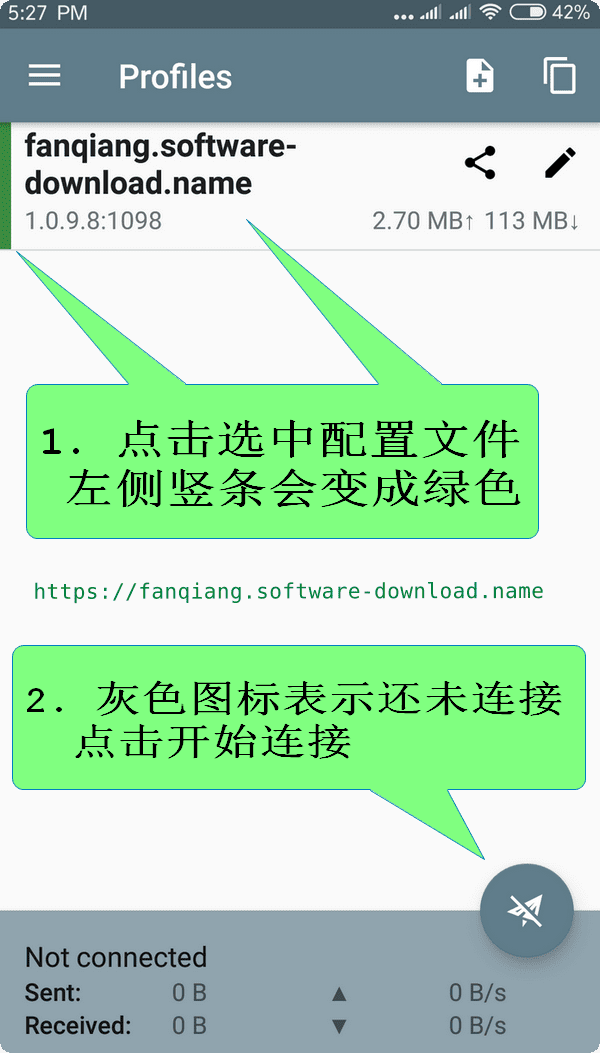 5:27 PM
42%
Profiles
fanqiang.software-
download.name
1.0.9.8:1098
2.70 MB↑ 113 MB↓
1. 点击选中配置文件
左侧竖条会变成绿色
https://fanqiang.software-download.name
2. 灰色图标表示还未连接
点击开始连接
Not connected
Sent: 0 B ▲ 0 B/s
Received: 0 B ▼ 0 B/s